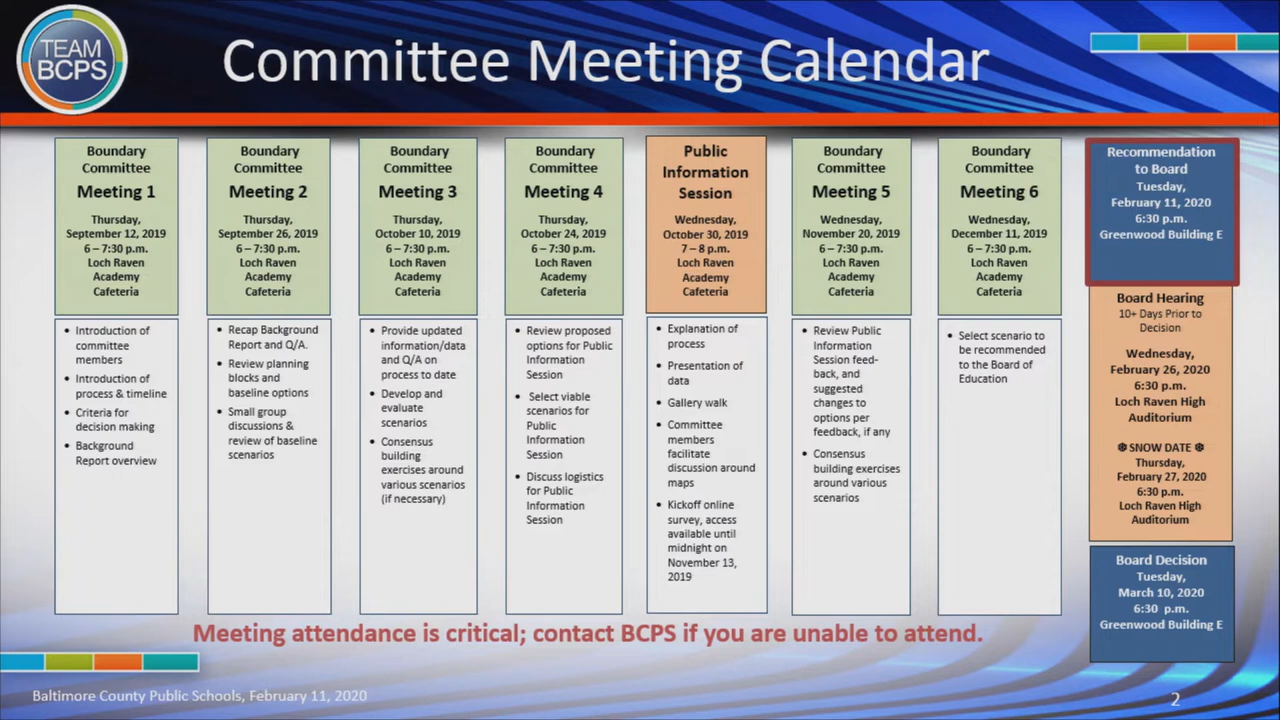 TEAM
BCPS
Committee Meeting Calendar
Boundary
Committee
Meeting 1
Thursday,
September 12, 2019
6 – 7:30 p.m.
Loch Raven
Academy
Cafeteria
• Introduction of
committee
members
• Introduction of
process & timeline
• Criteria for
decision making
• Background
Report overview
Boundary
Committee
Meeting 2
Thursday,
September 26, 2019
6 – 7:30 p.m.
Loch Raven
Academy
Cafeteria
• Recap Background
Report and Q/A.
• Review planning
blocks and
baseline options
• Small group
discussions &
review of baseline
scenarios
Boundary
Committee
Meeting 3
Thursday,
October 10, 2019
6 – 7:30 p.m.
Loch Raven
Academy
Cafeteria
• Provide updated
information/data
and Q/A on
process to date
• Develop and
evaluate
scenarios
• Consensus
building
exercises around
various scenarios
(if necessary)
Boundary
Committee
Meeting 4
Thursday,
October 24, 2019
6 – 7:30 p.m.
Loch Raven
Academy
Cafeteria
• Review proposed
options for Public
Information
Session
• Select viable
scenarios for
Public
Information
Session
• Discuss logistics
for Public
Information
Session
Public
Information
Session
Wednesday,
October 30, 2019
7 – 8 p.m.
Loch Raven
Academy
Cafeteria
• Explanation of
process
• Presentation of
data
• Gallery walk
• Committee
members
facilitate
discussion around
maps
• Kickoff online
survey, access
available until
midnight on
November 13,
2019
Boundary
Committee
Meeting 5
Wednesday,
November 20, 2019
6 – 7:30 p.m.
Loch Raven
Academy
Cafeteria
• Review Public
Information
Session feed-
back, and
suggested
changes to
options per
feedback, if any
• Consensus
building exercises
around various
scenarios
Boundary
Committee
Meeting 6
Wednesday,
December 11, 2019
6 – 7:30 p.m.
Loch Raven
Academy
Cafeteria
• Select scenario to
be recommended
to the Board of
Education
Recommendation
to Board
Tuesday,
February 11, 2020
6:30 p.m.
Greenwood Building E
Board Hearing
10+ Days Prior to
Decision
Wednesday,
February 26, 2020
6:30 p.m.
Loch Raven High
Auditorium
❄ SNOW DATE ❄
Thursday,
February 27, 2020
6:30 p.m.
Loch Raven High
Auditorium
Board Decision
Tuesday,
March 10, 2020
6:30 p.m.
Greenwood Building E
Meeting attendance is critical; contact BCPS if you are unable to attend.
Baltimore County Public Schools, February 11, 2020
2